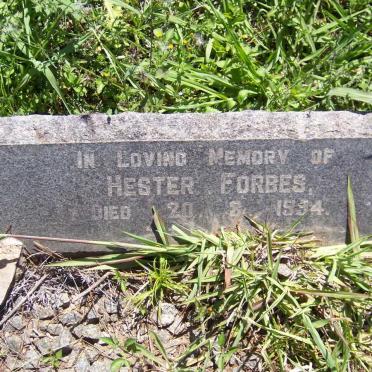 IN LOVING MEMORY OF
HESTER FORBES,
DIED 20 . 8 . 1934.